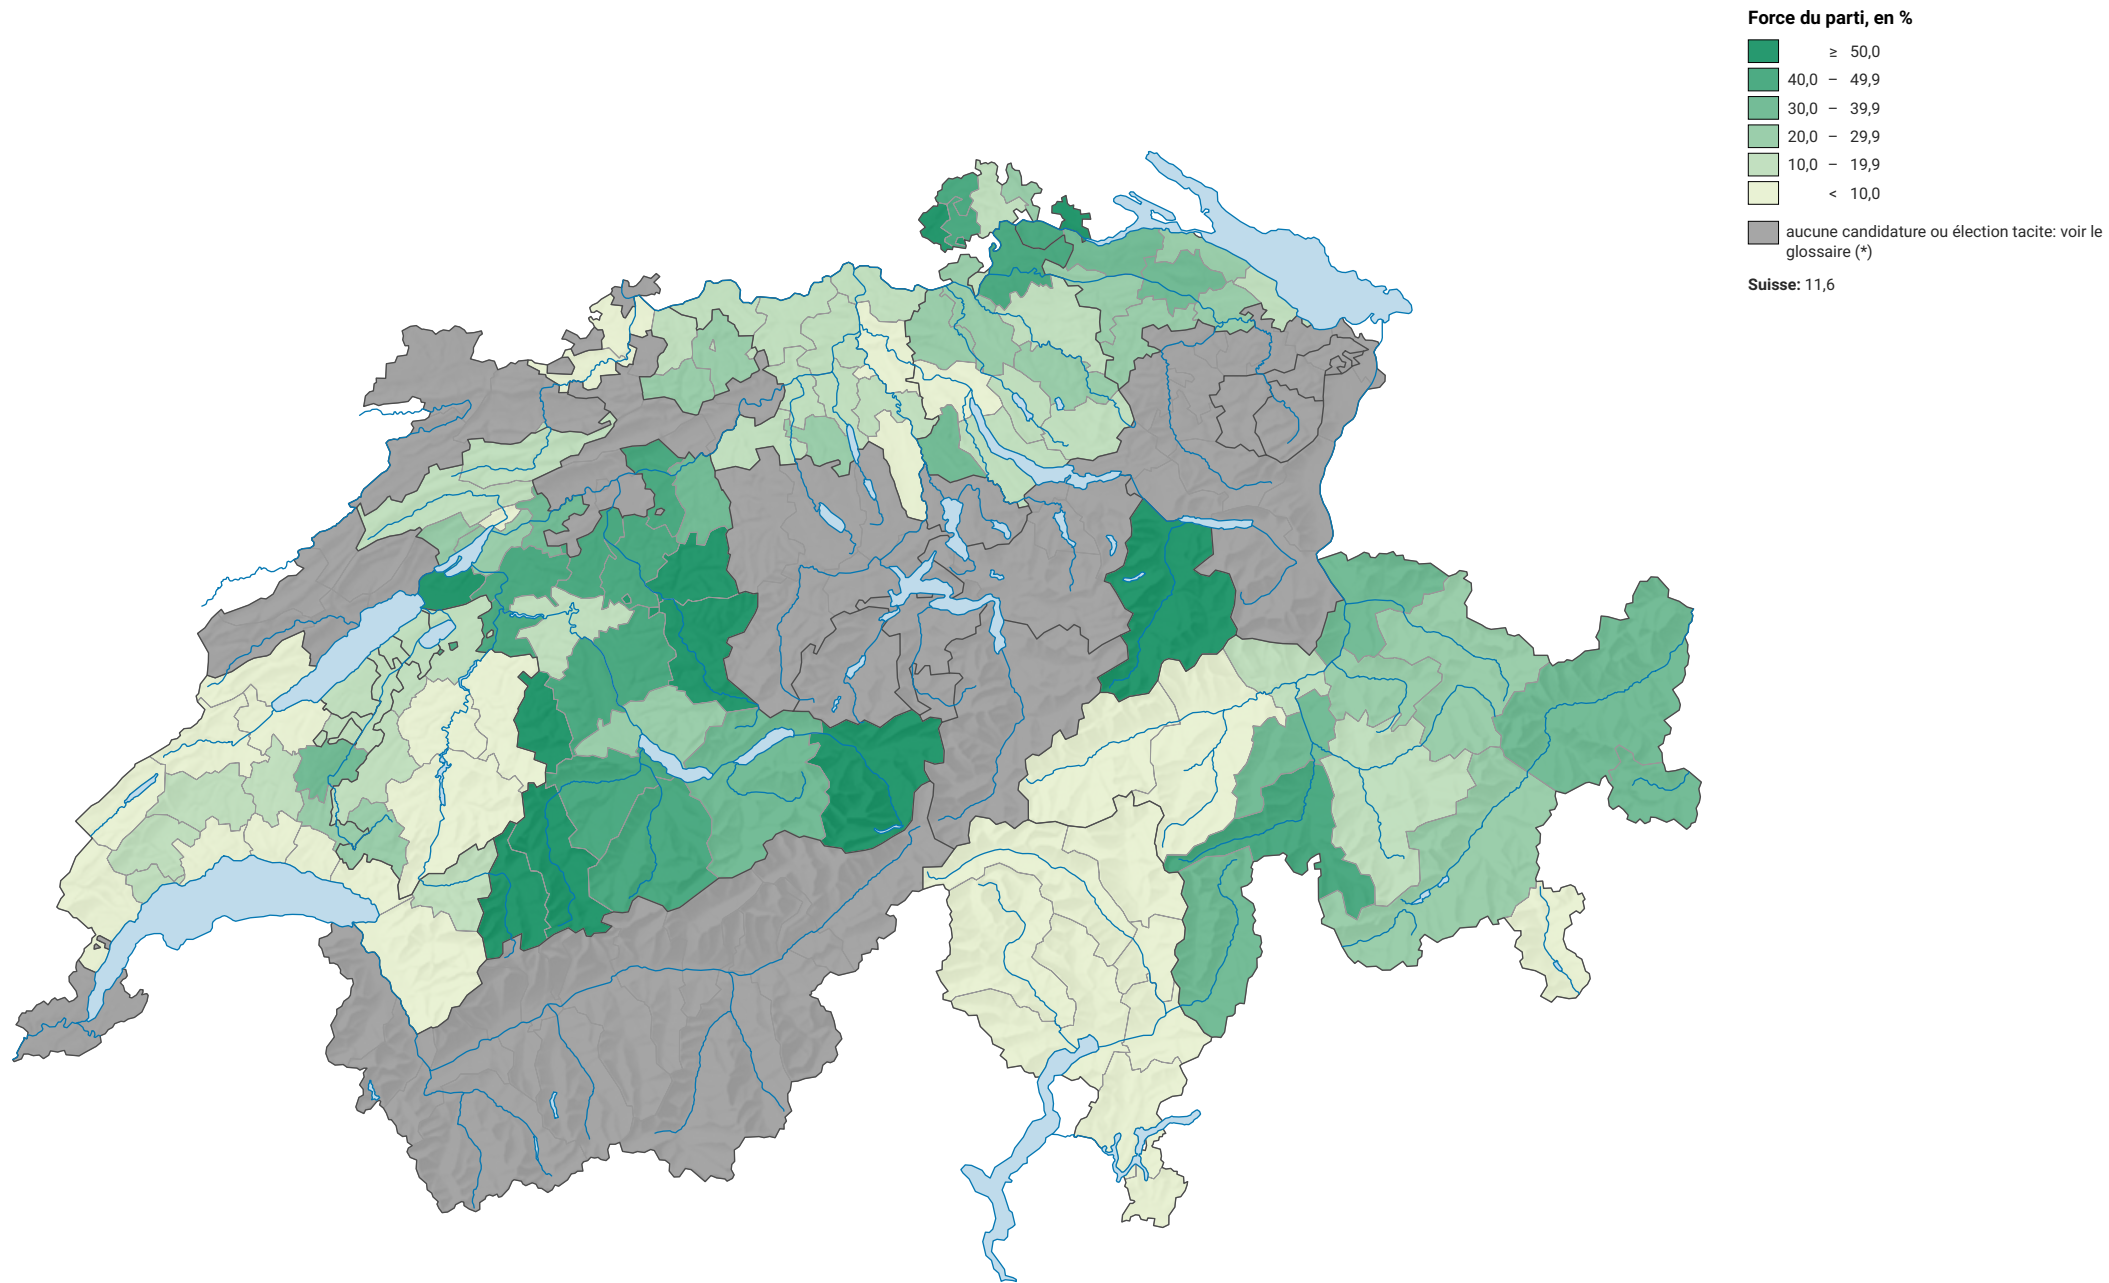 Force du parti, en %
≥ 50,0
40,0 – 49,9
30,0 – 39,9
20,0 – 29,9
10,0 – 19,9
< 10,0
aucune candidature ou élection tacite: voir le
glossaire (*)
Suisse: 11,6